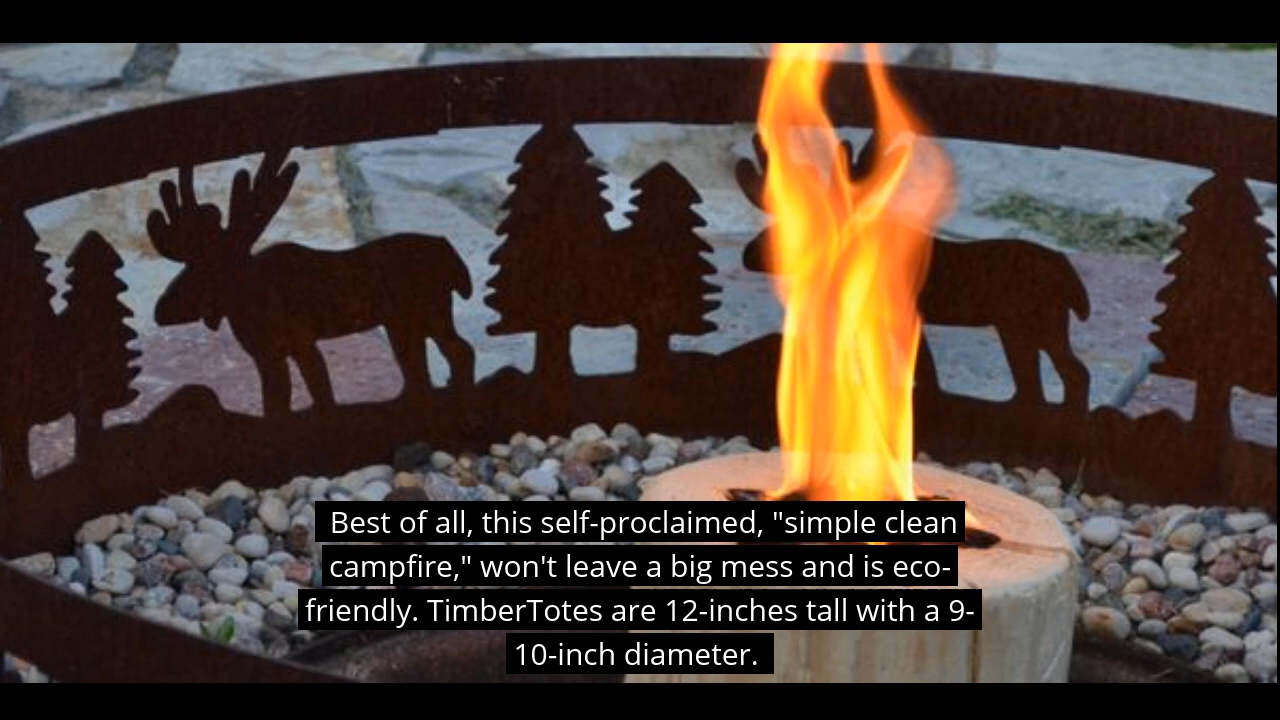 Best of all, this self-proclaimed, "simple clean
campfire," won't leave a big mess and is eco-
friendly. TimberTotes are 12-inches tall with a 9-
10-inch diameter.